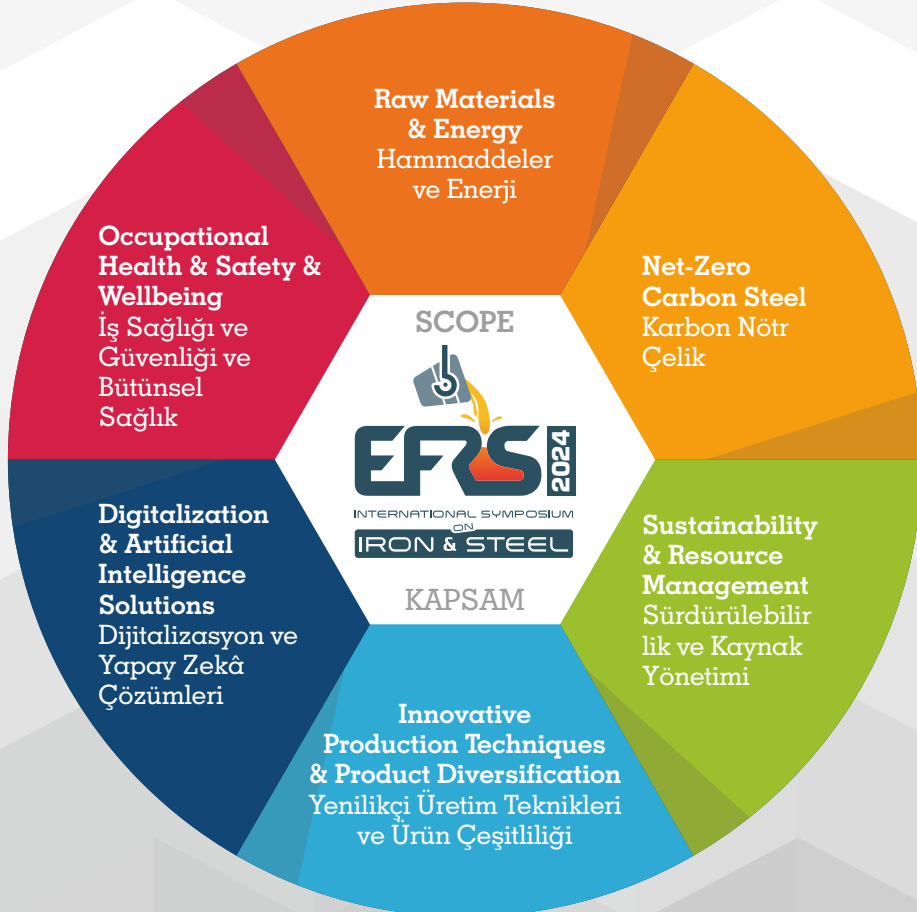 Raw Materials
& Energy
Hammaddeler
ve Enerji
Net-Zero
Carbon Steel
Karbon Nötr
Çelik
Sustainability
& Resource
Management
Sürdürülebilir
lik ve Kaynak
Yönetimi
Innovative
Production Techniques
& Product Diversification
Yenilikçi Üretim Teknikleri
ve Ürün Çeşitliliği
Digitalization
& Artificial
Intelligence
Solutions
Dijitalizasyon ve
Yapay Zekâ
Çözümleri
Occupational
Health & Safety &
Wellbeing
İş Sağlığı ve
Güvenliği ve
Bütünsel
Sağlık
SCOPE
ERS 2024
INTERNATIONAL SYMPOSIUM
ON
IRON & STEEL
KAPSAM